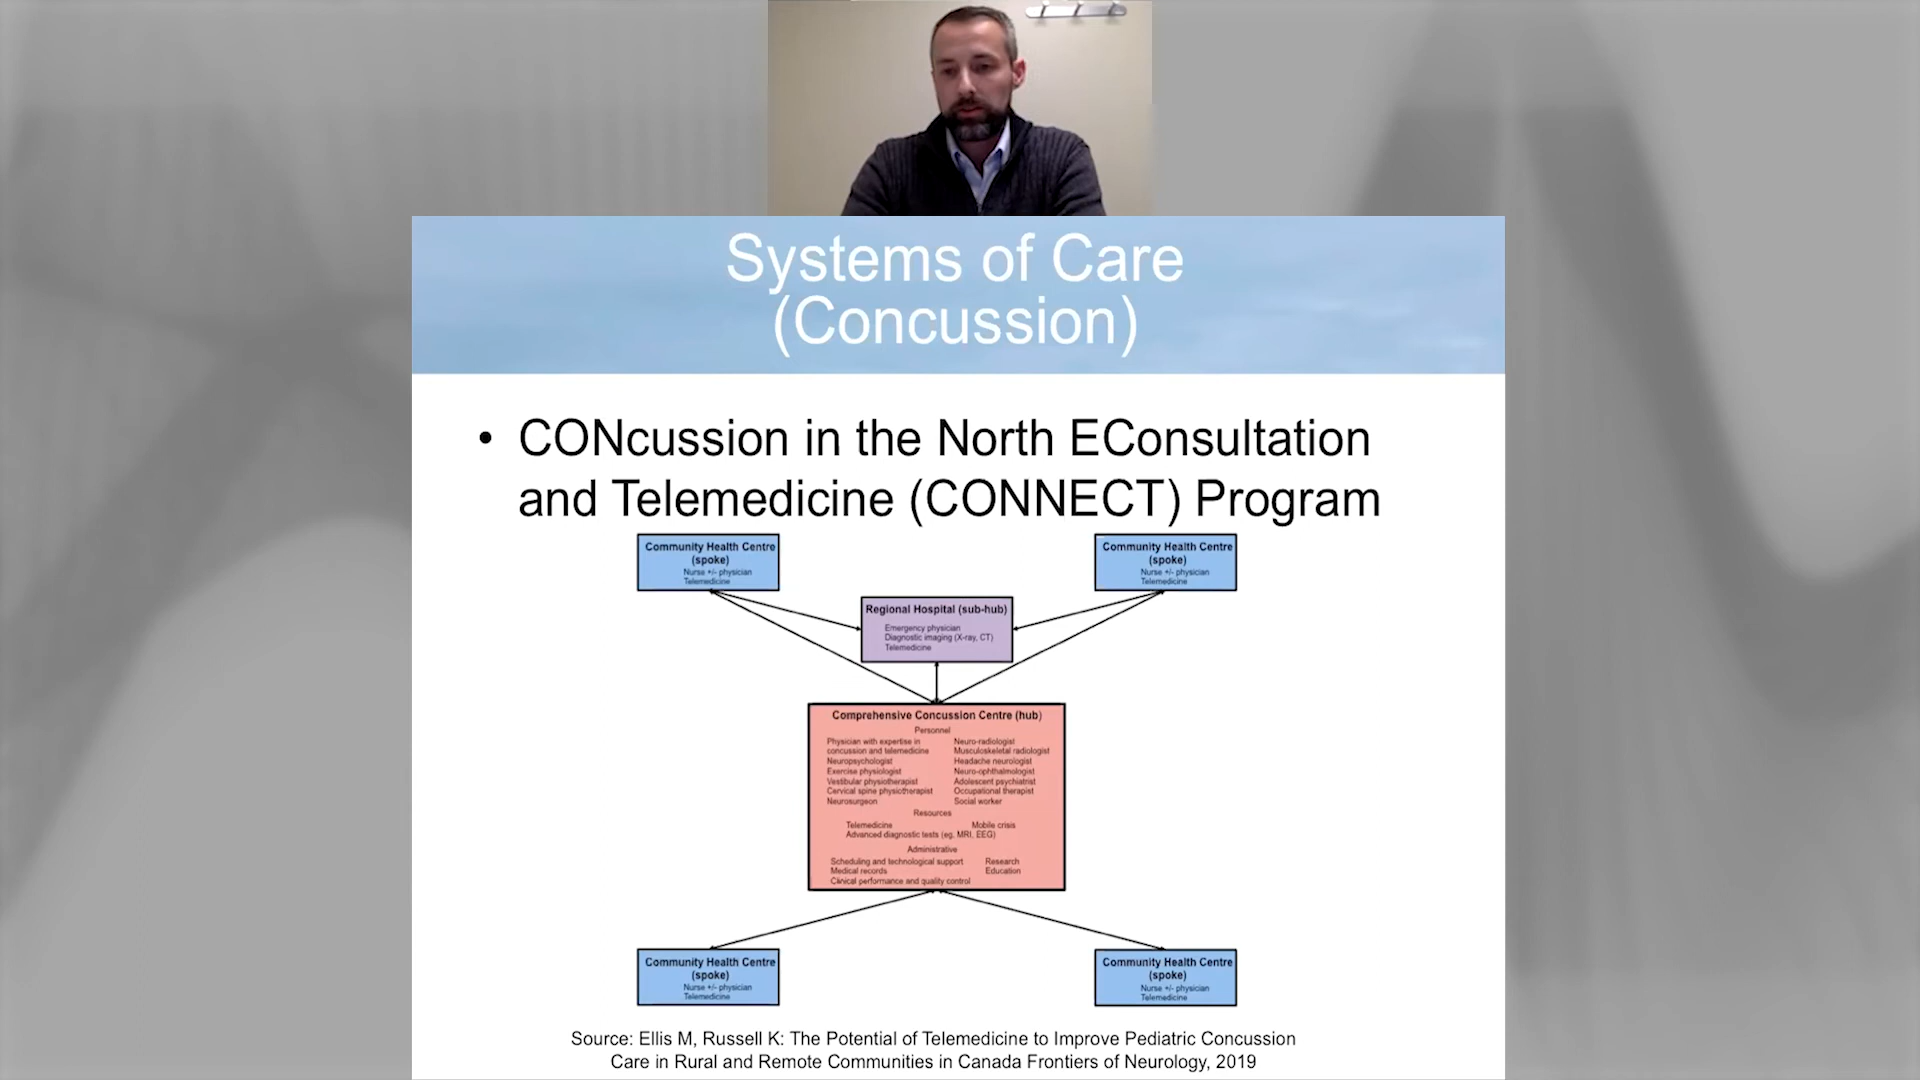 Systems of Care
(Concussion)
• CONcussion in the North EConsultation
and Telemedicine (CONNECT) Program
Community Health Centre
(spoke)
Nurse +/- physician
Telemedicine
Community Health Centre
(spoke)
Nurse +/- physician
Telemedicine
Regional Hospital (sub-hub)
Emergency physician
Diagnostic imaging (X-ray, CT)
Telemedicine
Comprehensive Concussion Centre (hub)
Personnel
Physician with expertise in
concussion and telemedicine
Neuropsychologist
Exercise physiologist
Vestibular physiotherapist
Cervical spine physiotherapist
Neurosurgeon
Neuro-radiologist
Musculoskeletal radiologist
Headache neurologist
Neuro-ophthalmologist
Adolescent psychiatrist
Occupational therapist
Social worker
Resources
Telemedicine
Mobile crisis
Advanced diagnostic tests (eg, MRI, EEG)
Administrative
Scheduling and technological support
Research
Medical records
Education
Clinical performance and quality control
Community Health Centre
(spoke)
Nurse +/- physician
Telemedicine
Community Health Centre
(spoke)
Nurse +/- physician
Telemedicine
Source: Ellis M, Russell K: The Potential of Telemedicine to Improve Pediatric Concussion
Care in Rural and Remote Communities in Canada Frontiers of Neurology, 2019